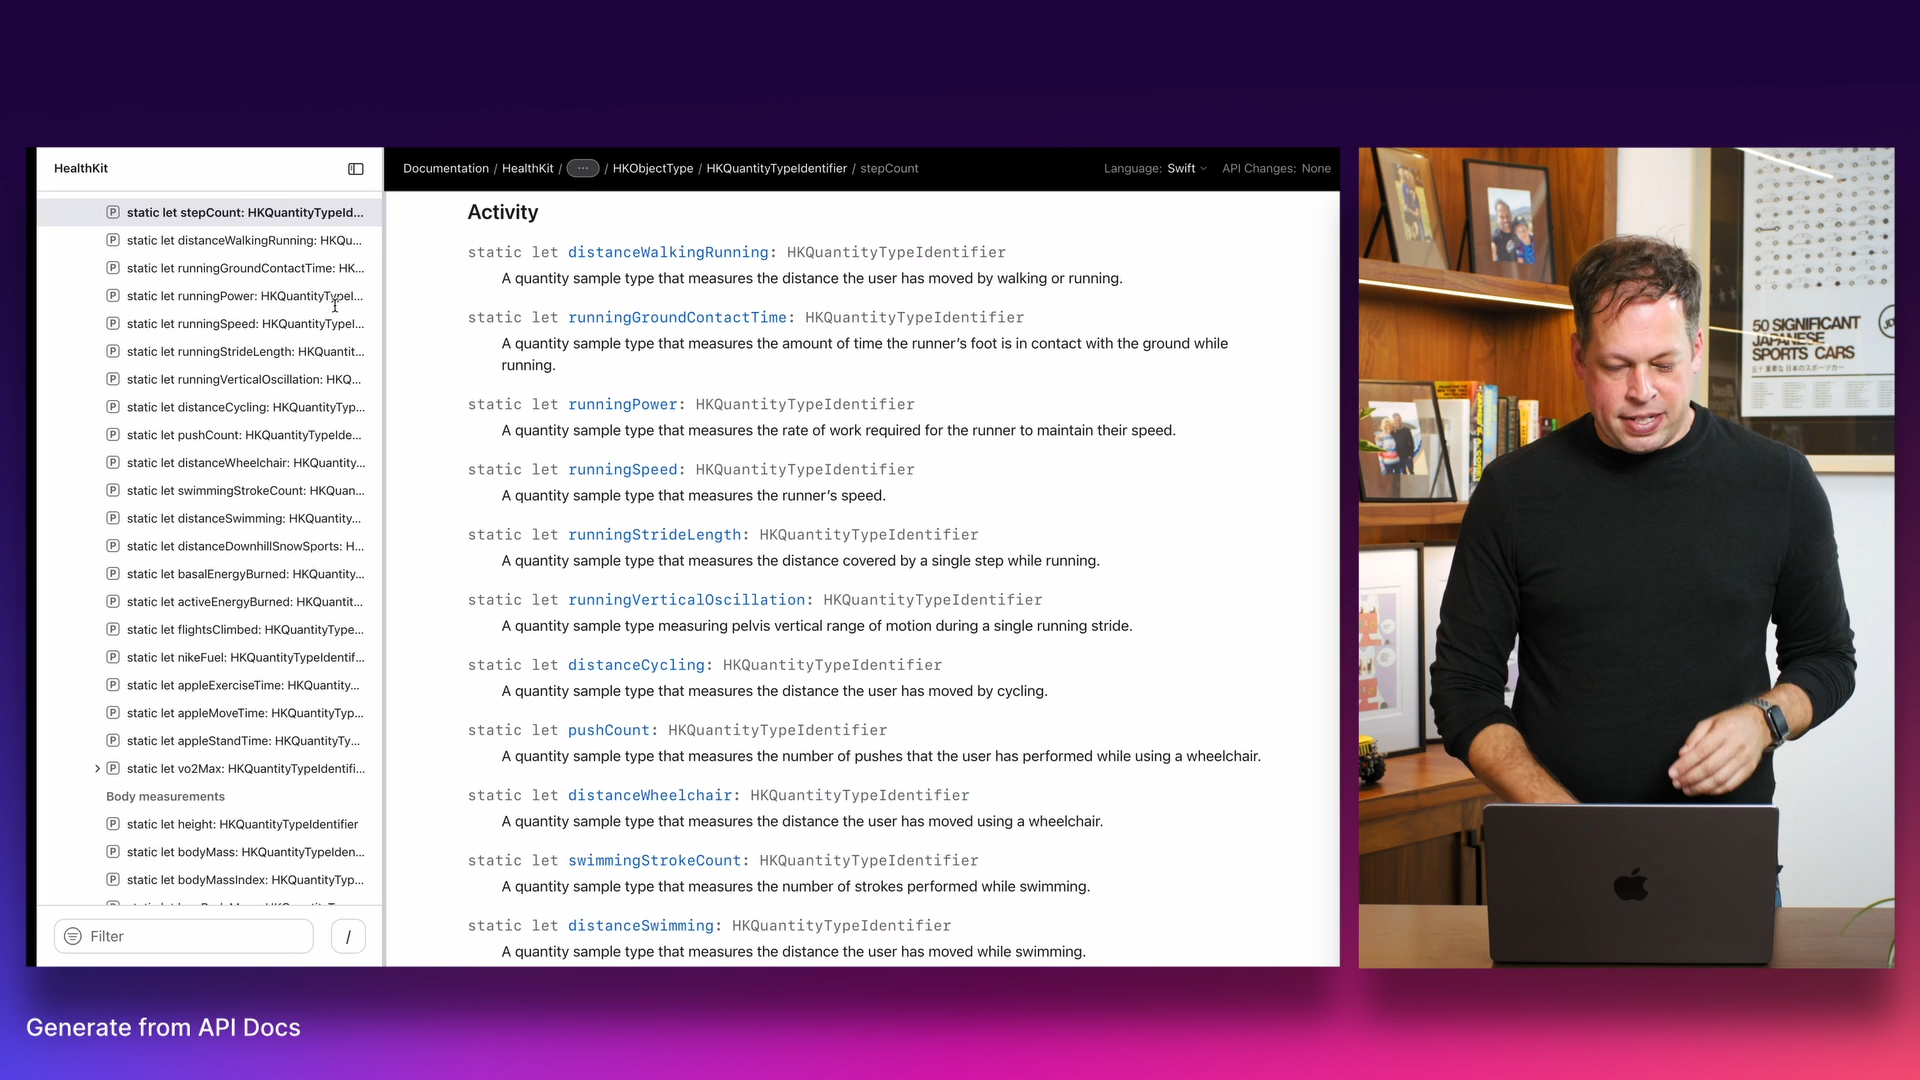 HealthKit
static let stepCount: HKQuantityTypeId...
static let distanceWalkingRunning: HKQu...
static let runningGroundContactTime: HK...
static let runningPower: HKQuantityTypeI...
static let runningSpeed: HKQuantityTypeI...
static let runningStrideLength: HKQuantit...
static let runningVerticalOscillation: HKQ...
static let distanceCycling: HKQuantityTyp...
static let pushCount: HKQuantityTypeIde...
static let distanceWheelchair: HKQuantity...
static let swimmingStrokeCount: HKQuan...
static let distanceSwimming: HKQuantity...
static let distanceDownhillSnowSports: H...
static let basalEnergyBurned: HKQuantity...
static let activeEnergyBurned: HKQuantit...
static let flightsClimbed: HKQuantityType...
static let nikeFuel: HKQuantityTypeIdentif...
static let appleExerciseTime: HKQuantity...
static let appleMoveTime: HKQuantityTyp...
static let appleStandTime: HKQuantityTy...
static let vo2Max: HKQuantityTypeIdentifi...
Body measurements
static let height: HKQuantityTypeIdentifier
static let bodyMass: HKQuantityTypeIden...
static let bodyMassIndex: HKQuantityTyp...
Filter
/
Documentation / HealthKit / ... / HKObjectType / HKQuantityTypeIdentifier / stepCount
Language: Swift
API Changes: None
Activity
static let distanceWalkingRunning: HKQuantityTypeIdentifier
A quantity sample type that measures the distance the user has moved by walking or running.
static let runningGroundContactTime: HKQuantityTypeIdentifier
A quantity sample type that measures the amount of time the runner’s foot is in contact with the ground while
running.
static let runningPower: HKQuantityTypeIdentifier
A quantity sample type that measures the rate of work required for the runner to maintain their speed.
static let runningSpeed: HKQuantityTypeIdentifier
A quantity sample type that measures the runner’s speed.
static let runningStrideLength: HKQuantityTypeIdentifier
A quantity sample type that measures the distance covered by a single step while running.
static let runningVerticalOscillation: HKQuantityTypeIdentifier
A quantity sample type measuring pelvis vertical range of motion during a single running stride.
static let distanceCycling: HKQuantityTypeIdentifier
A quantity sample type that measures the distance the user has moved by cycling.
static let pushCount: HKQuantityTypeIdentifier
A quantity sample type that measures the number of pushes that the user has performed while using a wheelchair.
static let distanceWheelchair: HKQuantityTypeIdentifier
A quantity sample type that measures the distance the user has moved using a wheelchair.
static let swimmingStrokeCount: HKQuantityTypeIdentifier
A quantity sample type that measures the number of strokes performed while swimming.
static let distanceSwimming: HKQuantityTypeIdentifier
A quantity sample type that measures the distance the user has moved while swimming.
50 SIGNIFICANT
JAPANESE
SPORTS CARS
Generate from API Docs